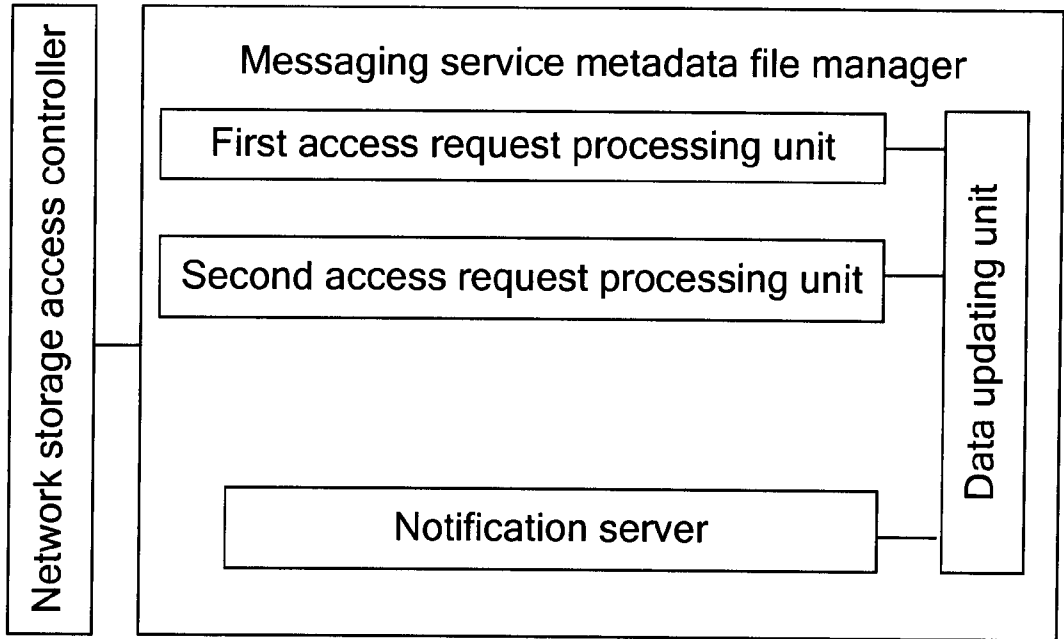 Network storage access controller
Messaging service metadata file manager
First access request processing unit
Second access request processing unit
Notification server
Data updating unit